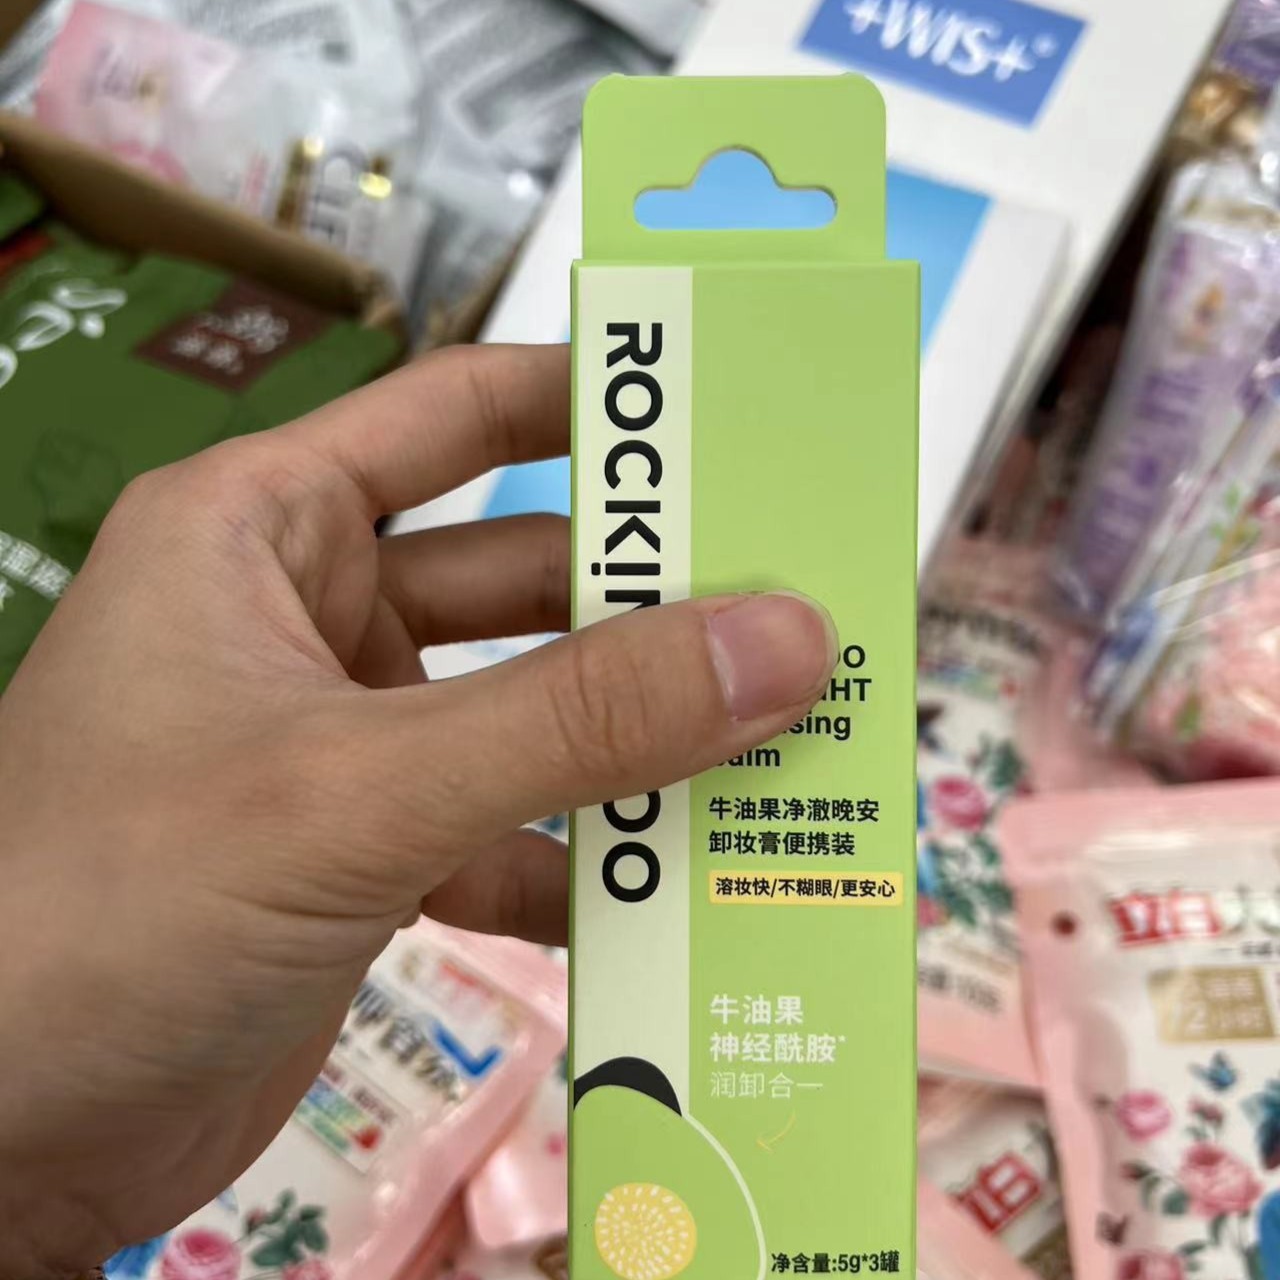 +WIS+
ROCKi
OO
OO
HT
sing
alm
牛油果净澈晚安
卸妆膏便携装
溶妆快/不糊眼/更安心
牛油果
神经酰胺*
润卸合一
净含量:5g*3罐